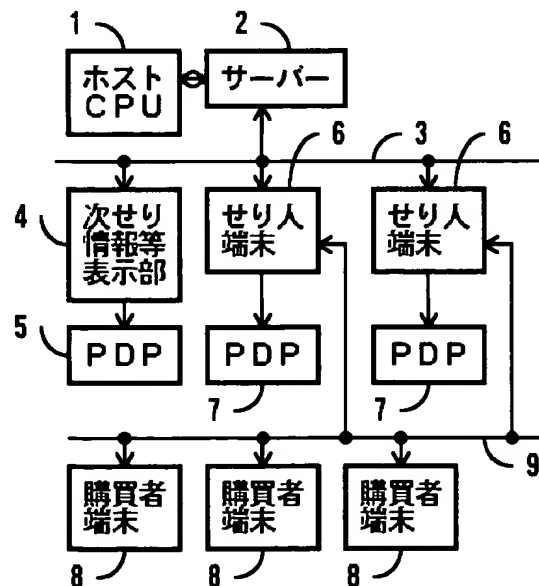 1
2
ホスト
CPU
サーバー
6
3
6
4
次せり
情報等
表示部
せり人
端末
せり人
端末
5
PDP
PDP
PDP
7
7
9
購買者
端末
購買者
端末
購買者
端末
8
8
8